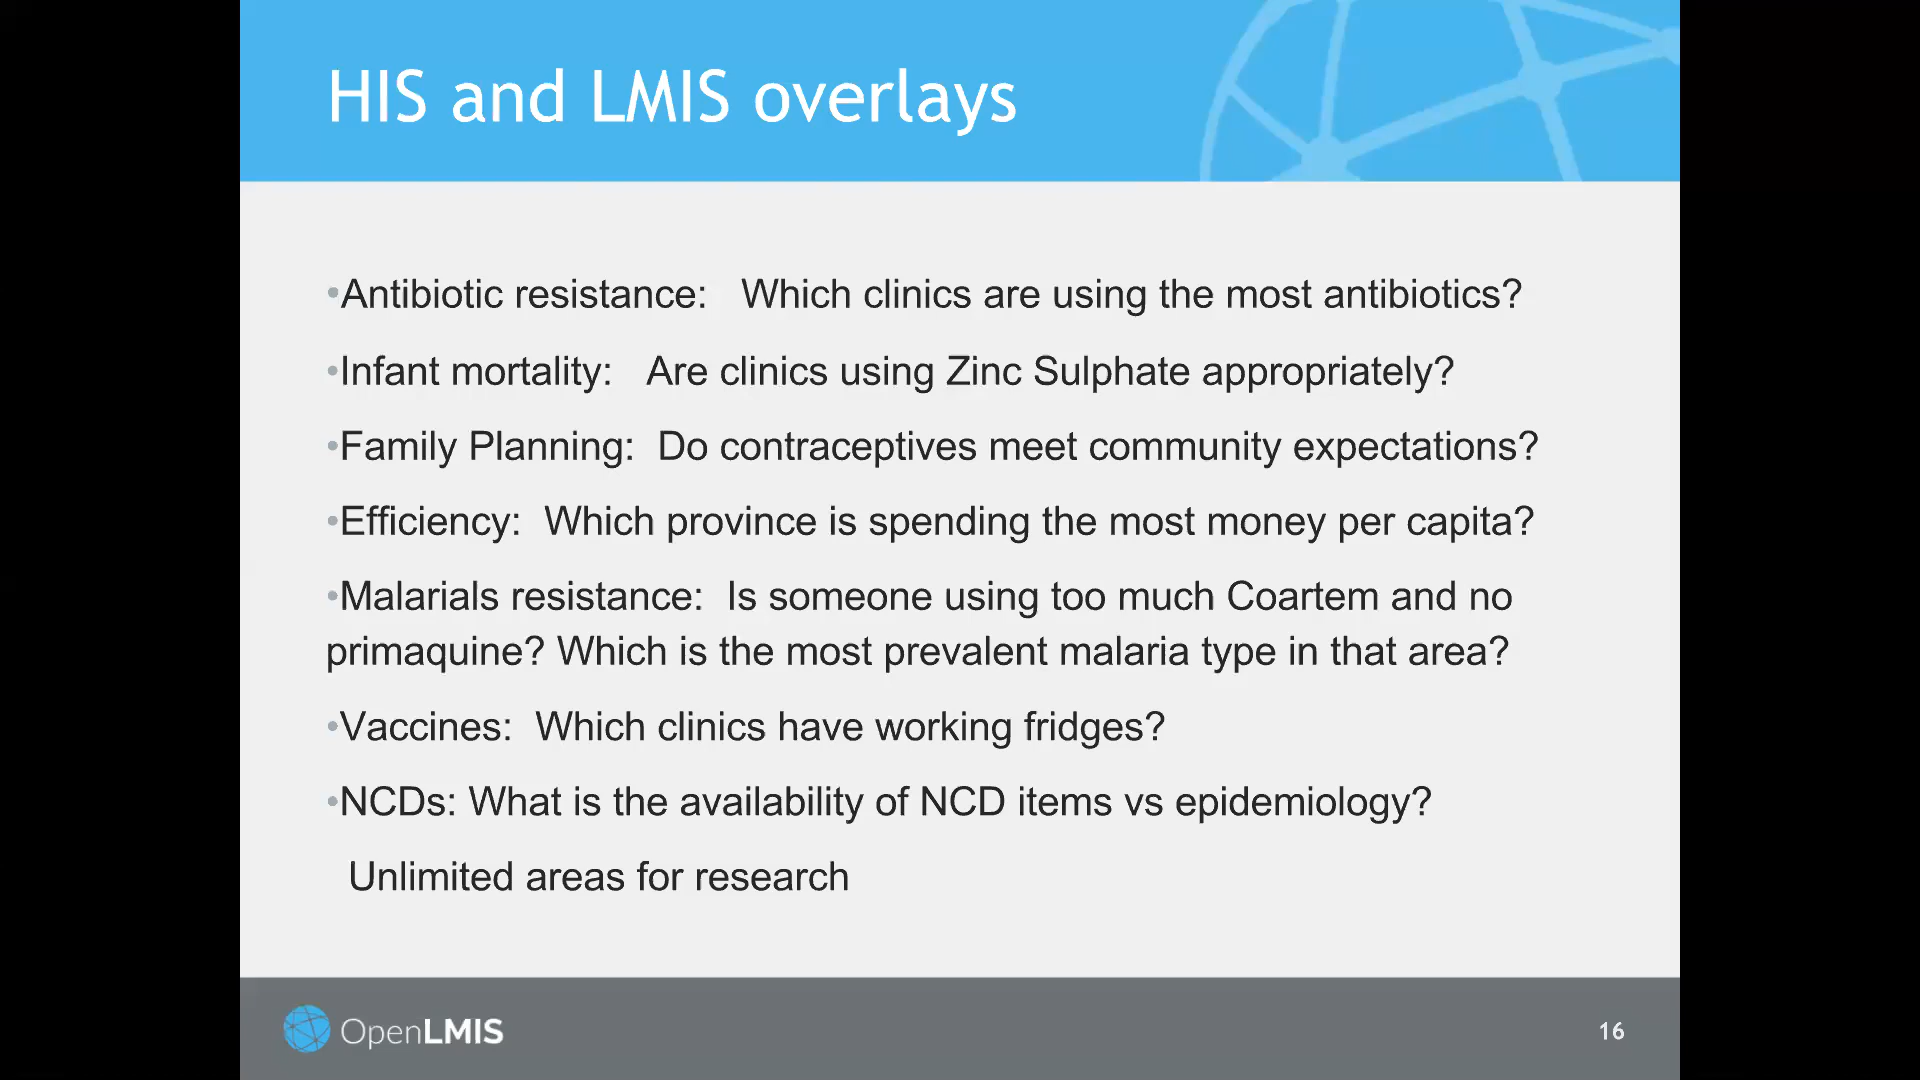 HIS and LMIS overlays
•Antibiotic resistance:   Which clinics are using the most antibiotics?
•Infant mortality:   Are clinics using Zinc Sulphate appropriately?
•Family Planning:  Do contraceptives meet community expectations?
•Efficiency:  Which province is spending the most money per capita?
•Malarials resistance:  Is someone using too much Coartem and no
primaquine? Which is the most prevalent malaria type in that area?
•Vaccines:  Which clinics have working fridges?
•NCDs: What is the availability of NCD items vs epidemiology?
Unlimited areas for research
OpenLMIS
16